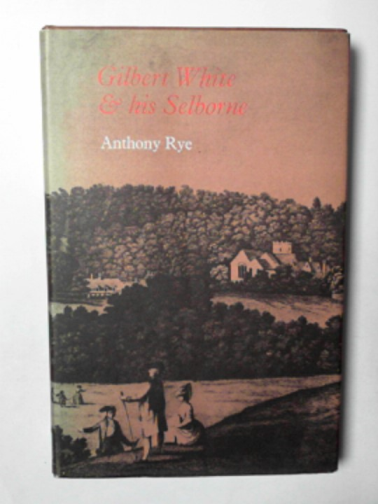 Gilbert White
& his Selborne
Anthony Rye